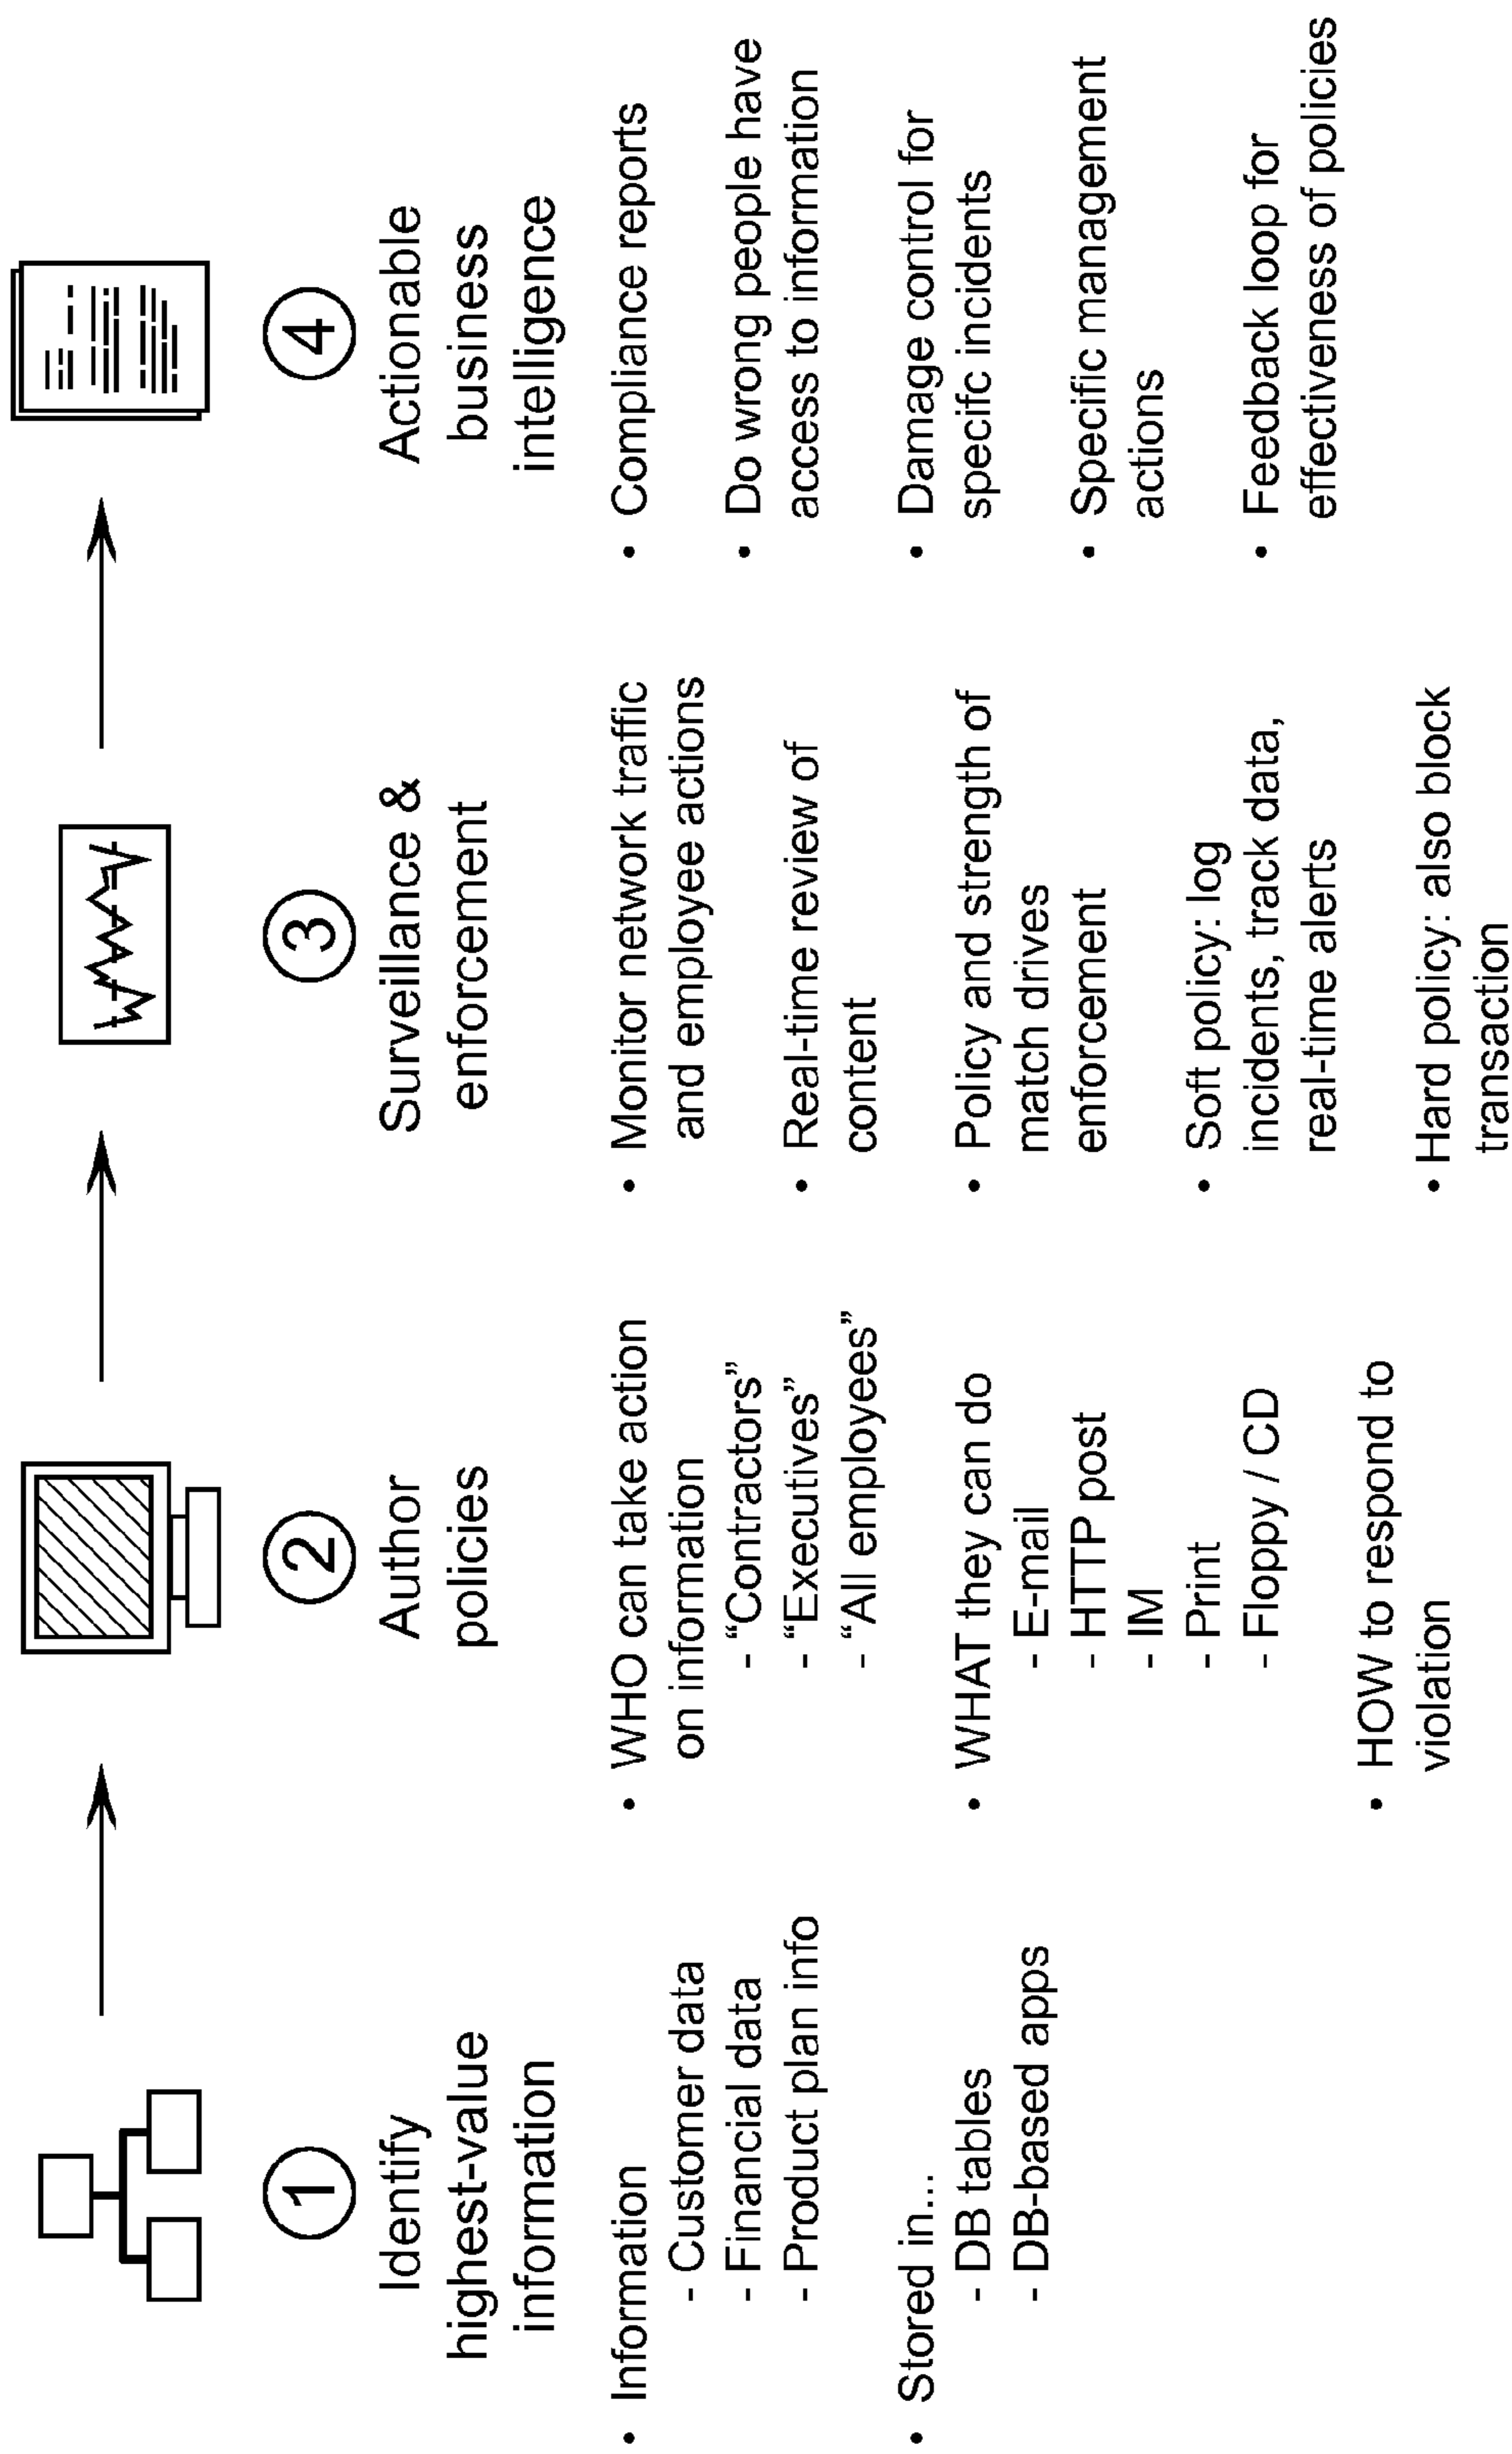 1
Identify
highest-value
information
• Information
- Customer data
- Financial data
- Product plan info
• Stored in...
- DB tables
- DB-based apps
2
Author
policies
• WHO can take action
on information
- “Contractors”
- “Executives”
- “All employees”
• WHAT they can do
- E-mail
- HTTP post
- IM
- Print
- Floppy / CD
• HOW to respond to
violation
3
Surveillance &
enforcement
• Monitor network traffic
and employee actions
• Real-time review of
content
• Policy and strength of
match drives
enforcement
• Soft policy: log
incidents, track data,
real-time alerts
• Hard policy: also block
transaction
4
Actionable
business
intelligence
• Compliance reports
• Do wrong people have
access to information
• Damage control for
specifc incidents
• Specific management
actions
• Feedback loop for
effectiveness of policies